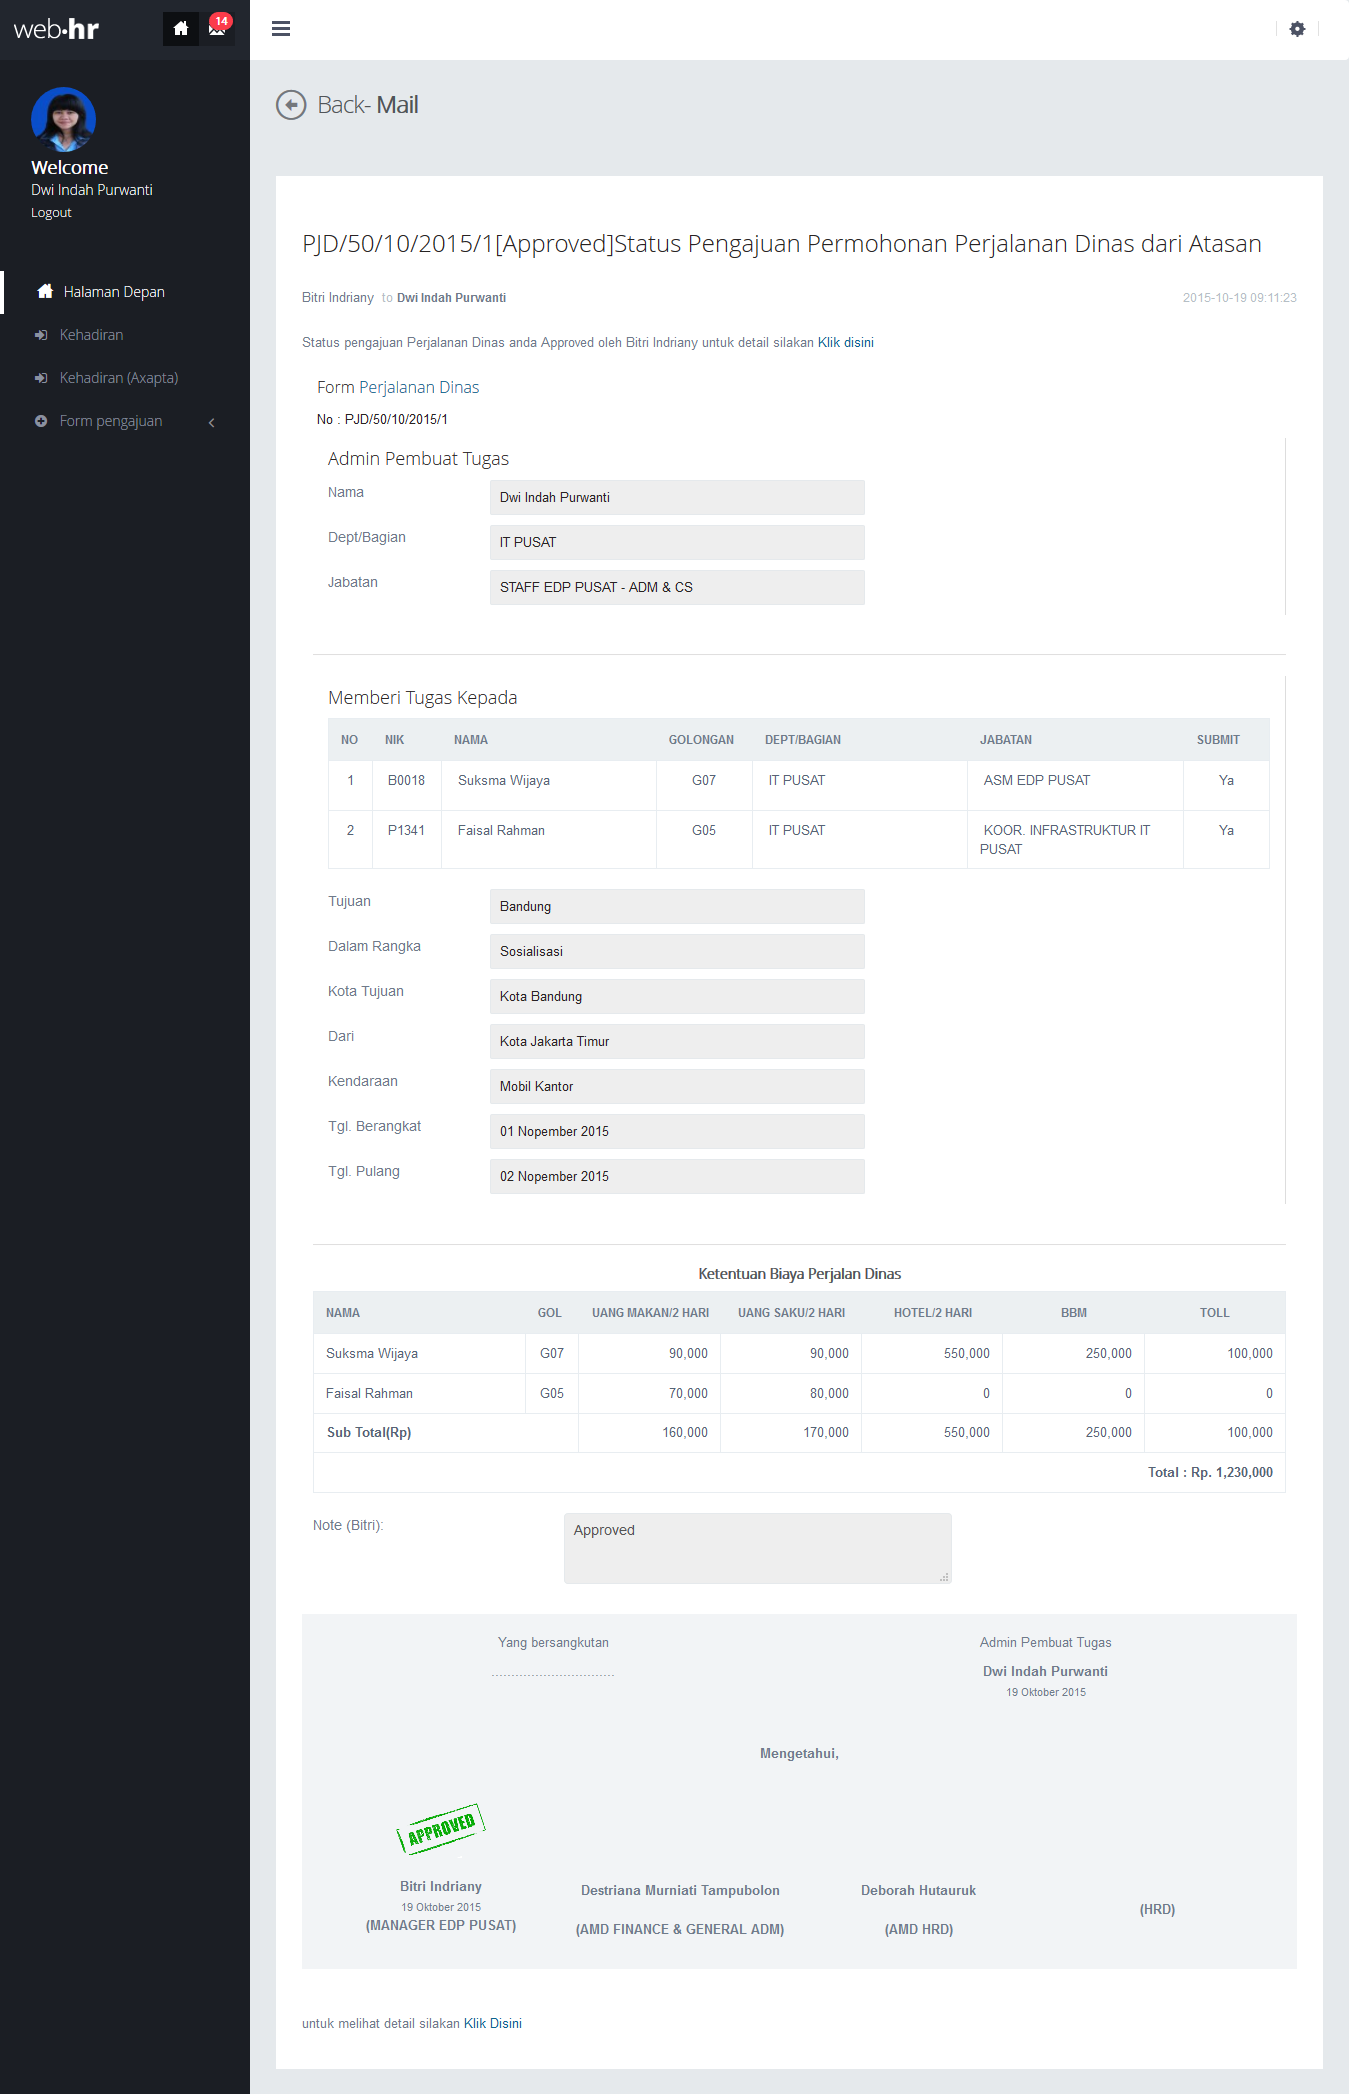 web·hr
14
Welcome
Dwi Indah Purwanti
Logout
Halaman Depan
Kehadiran
Kehadiran (Axapta)
Form pengajuan
Back- Mail
PJD/50/10/2015/1[Approved]Status Pengajuan Permohonan Perjalanan Dinas dari Atasan
Bitri Indriany to Dwi Indah Purwanti 2015-10-19 09:11:23
Status pengajuan Perjalanan Dinas anda Approved oleh Bitri Indriany untuk detail silakan Klik disini
Form Perjalanan Dinas
No : PJD/50/10/2015/1
Admin Pembuat Tugas
Nama Dwi Indah Purwanti
Dept/Bagian IT PUSAT
Jabatan STAFF EDP PUSAT - ADM & CS
Memberi Tugas Kepada
NO NIK NAMA GOLONGAN DEPT/BAGIAN JABATAN SUBMIT
1 B0018 Suksma Wijaya G07 IT PUSAT ASM EDP PUSAT Ya
2 P1341 Faisal Rahman G05 IT PUSAT KOOR. INFRASTRUKTUR IT Ya
PUSAT
Tujuan Bandung
Dalam Rangka Sosialisasi
Kota Tujuan Kota Bandung
Dari Kota Jakarta Timur
Kendaraan Mobil Kantor
Tgl. Berangkat 01 Nopember 2015
Tgl. Pulang 02 Nopember 2015
Ketentuan Biaya Perjalan Dinas
NAMA GOL UANG MAKAN/2 HARI UANG SAKU/2 HARI HOTEL/2 HARI BBM TOLL
Suksma Wijaya G07 90,000 90,000 550,000 250,000 100,000
Faisal Rahman G05 70,000 80,000 0 0 0
Sub Total(Rp) 160,000 170,000 550,000 250,000 100,000
Total : Rp. 1,230,000
Note (Bitri): Approved
Yang bersangkutan Admin Pembuat Tugas
............................... Dwi Indah Purwanti
19 Oktober 2015
Mengetahui,
APPROVED
Bitri Indriany Destriana Murniati Tampubolon Deborah Hutauruk
19 Oktober 2015 (HRD)
(MANAGER EDP PUSAT) (AMD FINANCE & GENERAL ADM) (AMD HRD)
untuk melihat detail silakan Klik Disini